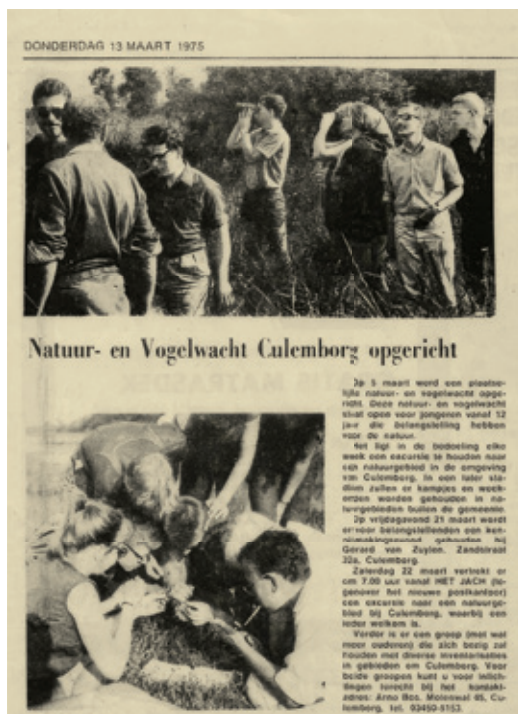 DONDERDAG 13 MAART 1975
Natuur- en Vogelwacht Culemborg opgericht
Op 5 maart werd een plaatse-
lijke natuur- en vogelwacht opge-
richt. Deze natuur- en vogelwacht
staat open voor jongeren vanaf 12
jaar die belangstelling hebben
voor de natuur.
Het ligt in de bedoeling elke
week een excursie te houden naar
een natuurgebied in de omgeving
van Culemborg. In een later sta-
dium zullen er kampjes en week-
enden worden gehouden in na-
tuurgebieden buiten de gemeente.
Op vrijdagavond 21 maart wordt
er voor belangstellenden een ken-
nismakingsavond gehouden bij
Gerard van Zuylen, Zandstraat
32a, Culemborg.
Zaterdag 22 maart vertrekt er
om 7.00 uur vanaf HET JACH (te-
genover het nieuwe postkantoor)
een excursie naar een natuurge-
bied bij Culemborg, waarbij een
ieder welkom is.
Verder is er een groep (met wat
meer ouderen) die zich bezig zal
houden met diverse inventarisaties
in gebieden om Culemborg. Voor
beide groepen kunt u voor inlich-
tingen terecht bij het kontakt-
adres: Arno Bos, Molenwal 65, Cu-
lemborg, tel. 03450-5153.